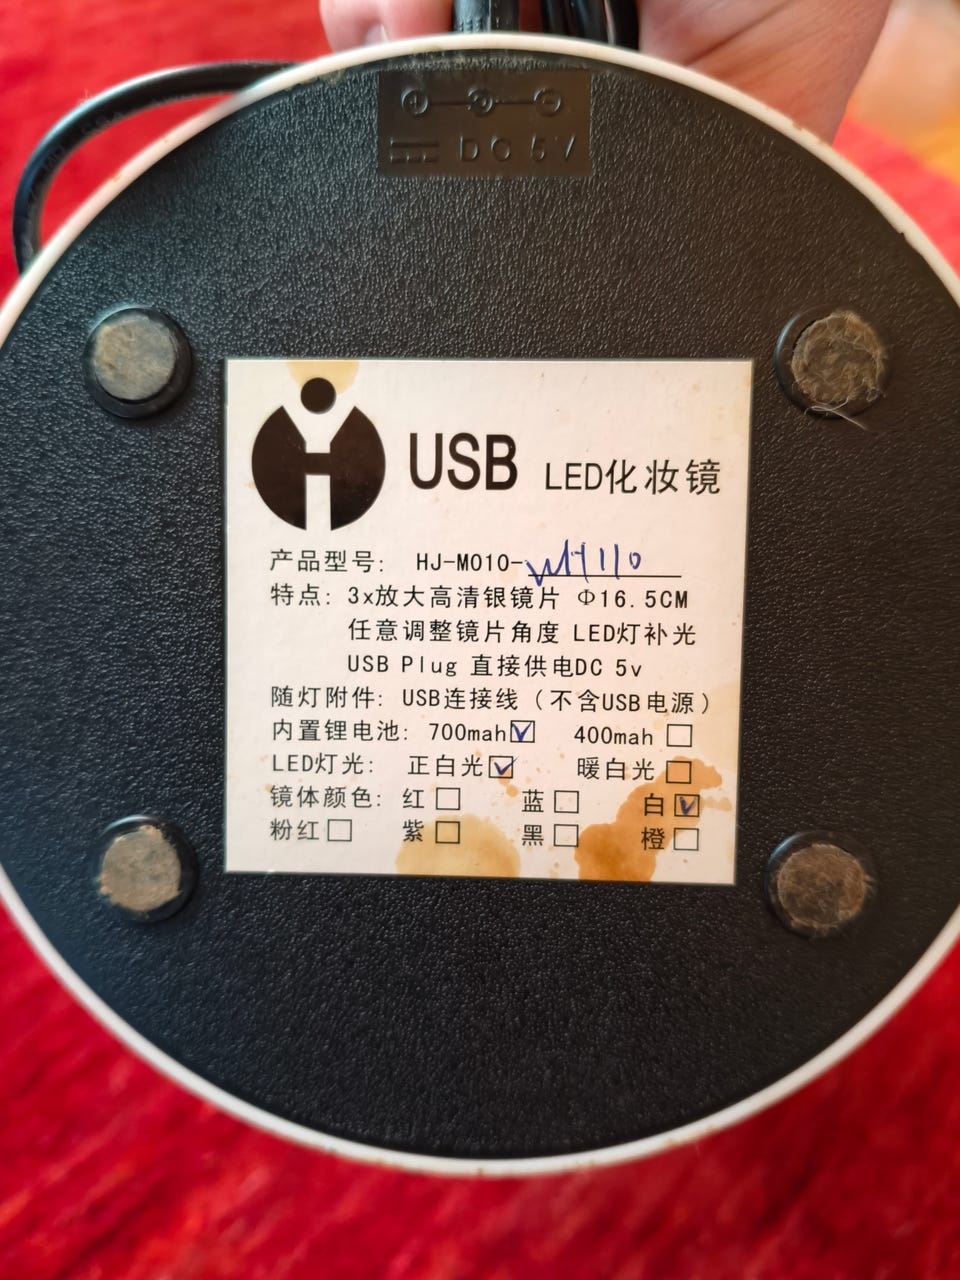 DC 5V
USB LED化妆镜
产品型号: HJ-M010-WH110
特点: 3x放大高清银镜片 Φ16.5CM
任意调整镜片角度 LED灯补光
USB Plug 直接供电DC 5v
随灯附件: USB连接线（不含USB电源）
内置锂电池: 700mah☑ 400mah□
LED灯光: 正白光☑ 暖白光□
镜体颜色: 红□ 蓝□ 白☑
粉红□ 紫□ 黑□ 橙□